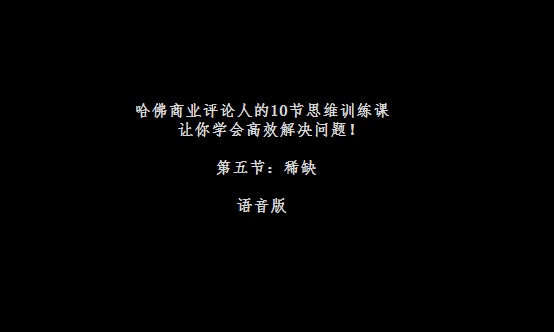 哈佛商业评论人的10节思维训练课
让你学会高效解决问题！
第五节：稀缺
语音版